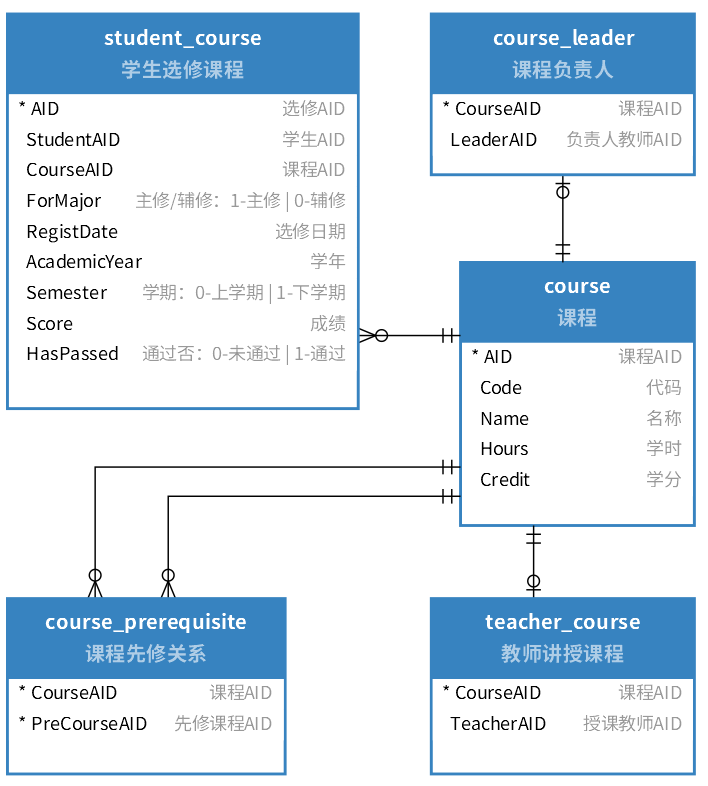 student_course
学生选修课程
* AID 选修AID
StudentAID 学生AID
CourseAID 课程AID
ForMajor 主修/辅修：1-主修 | 0-辅修
RegistDate 选修日期
AcademicYear 学年
Semester 学期：0-上学期 | 1-下学期
Score 成绩
HasPassed 通过否：0-未通过 | 1-通过
course_leader
课程负责人
* CourseAID 课程AID
LeaderAID 负责人教师AID
course
课程
* AID 课程AID
Code 代码
Name 名称
Hours 学时
Credit 学分
course_prerequisite
课程先修关系
* CourseAID 课程AID
* PreCourseAID 先修课程AID
teacher_course
教师讲授课程
* CourseAID 课程AID
TeacherAID 授课教师AID